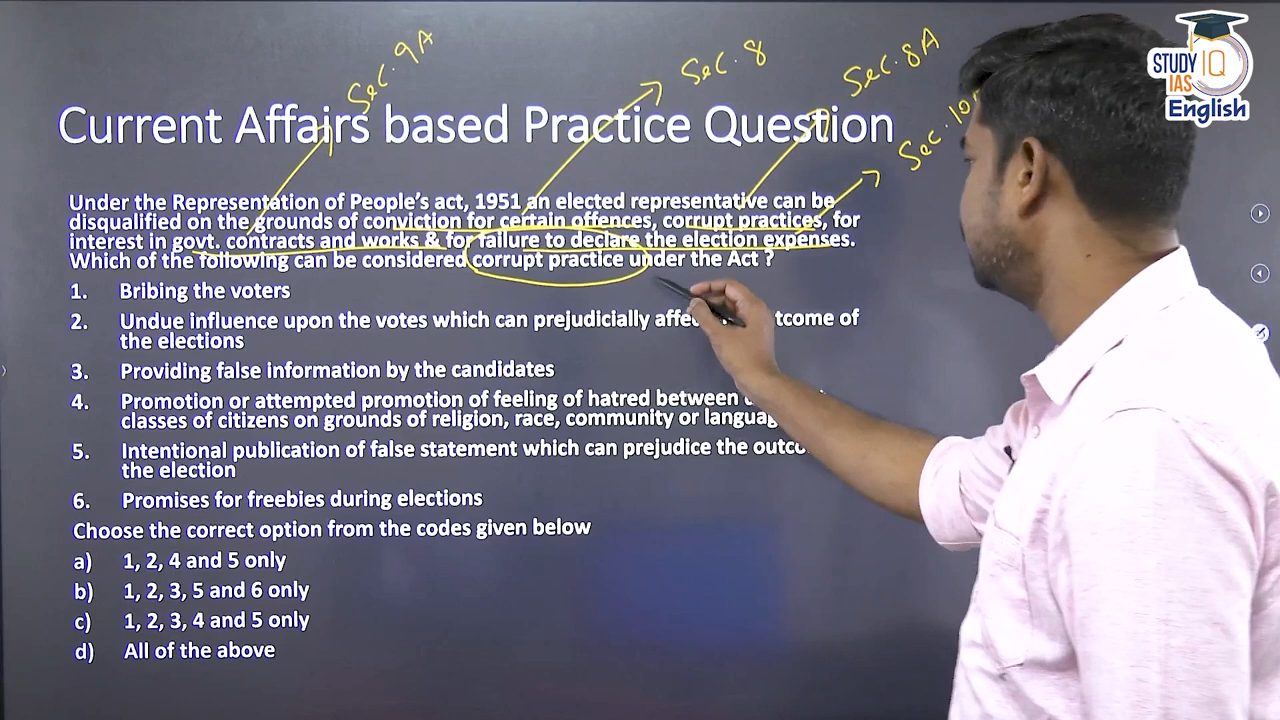 Sec. 9A
Sec. 8
Sec. 8A
Sec. 10
STUDY IQ
IAS
English
Current Affairs based Practice Question
Under the Representation of People's act, 1951 an elected representative can be
disqualified on the grounds of conviction for certain offences, corrupt practices, for
interest in govt. contracts and works & for failure to declare the election expenses.
Which of the following can be considered corrupt practice under the Act ?
1. Bribing the voters
2. Undue influence upon the votes which can prejudicially of
the elections
3. Providing false information by the candidates
4. Promotion or attempted promotion of feeling of hatred between
classes of citizens on grounds of religion, race, community or
5. Intentional publication of false statement which can prejudice the
the election
6. Promises for freebies during elections
Choose the correct option from the codes given below
a) 1, 2, 4 and 5 only
b) 1, 2, 3, 5 and 6 only
c) 1, 2, 3, 4 and 5 only
d) All of the above